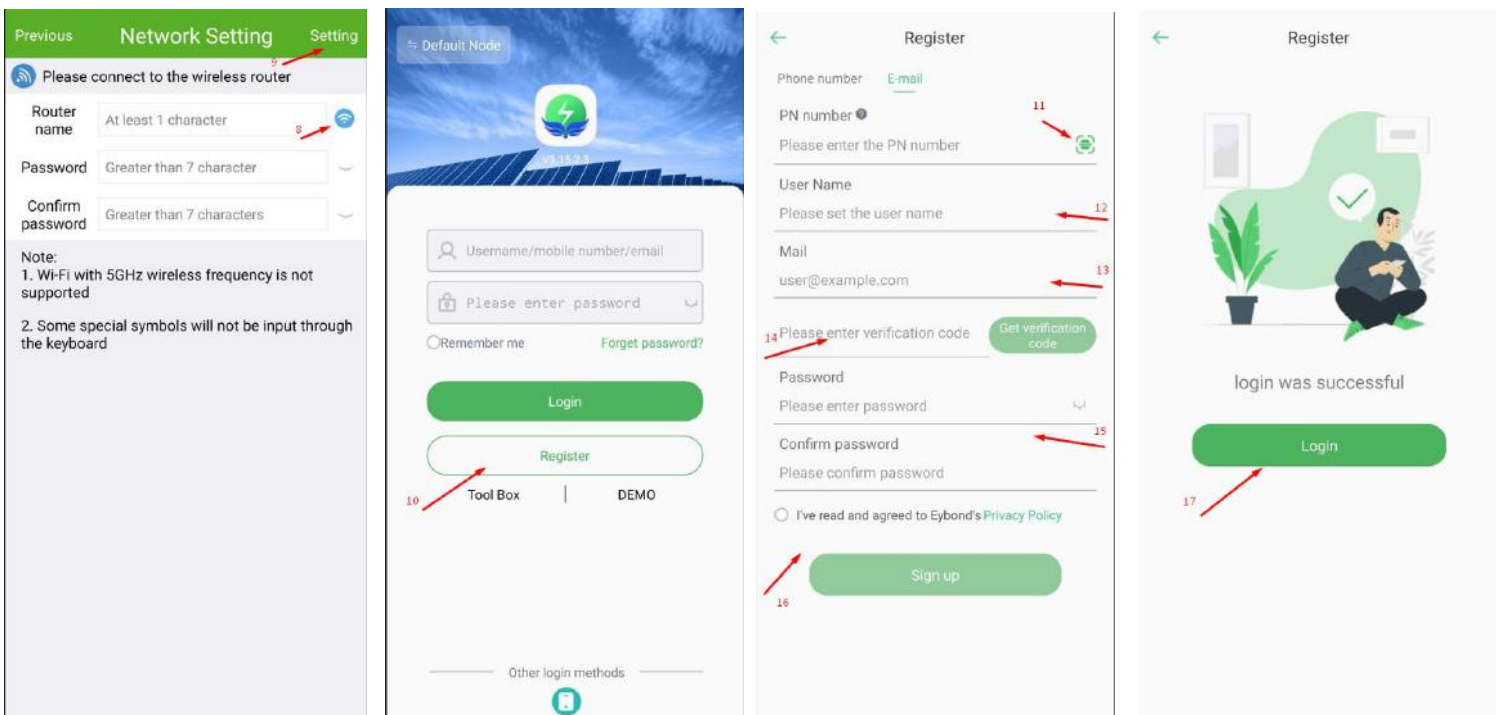 Previous Network Setting Setting
9
Please connect to the wireless router
Router name At least 1 character
8
Password Greater than 7 character
Confirm password Greater than 7 characters
Note:
1. Wi-Fi with 5GHz wireless frequency is not
supported
2. Some special symbols will not be input through
the keyboard
Default Node
V3.15.2.3
Username/mobile number/email
Please enter password
Remember me Forget password?
Login
Register
10
Tool Box | DEMO
Other login methods
Register
Phone number E-mail
11
PN number
Please enter the PN number
User Name
Please set the user name
12
Mail
user@example.com
13
14 Please enter verification code Get verification
code
Password
Please enter password
15
Confirm password
Please confirm password
I've read and agreed to Eybond's Privacy Policy
Sign up
16
Register
login was successful
Login
17